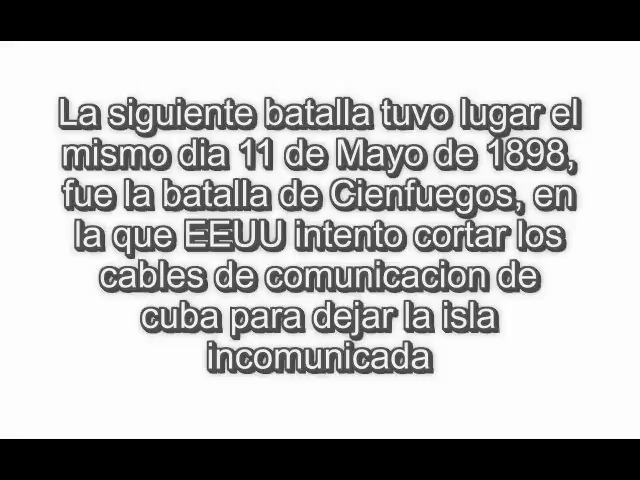 La siguiente batalla tuvo lugar el
mismo dia 11 de Mayo de 1898,
fue la batalla de Cienfuegos, en
la que EEUU intento cortar los
cables de comunicacion de
cuba para dejar la isla
incomunicada